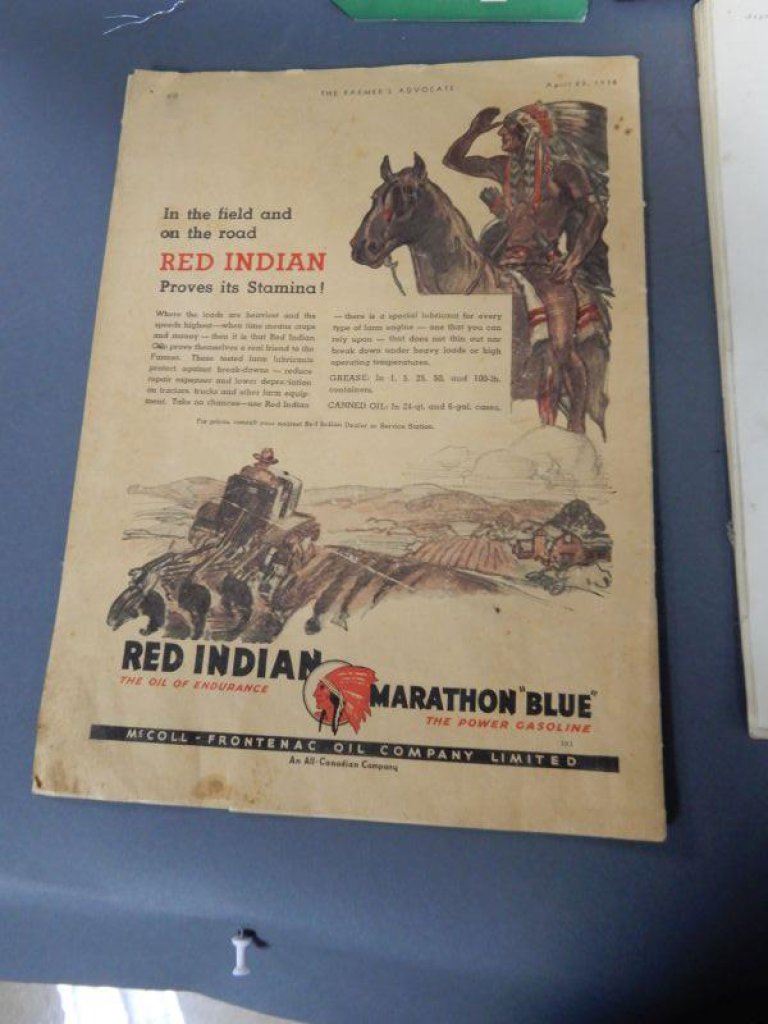 THE FARMER'S ADVOCATE
In the field and
on the road
RED INDIAN
Proves its Stamina!
Where the loads are heaviest and the
speeds highest—when time means crops
and money — then it is that Red Indian
Oils prove themselves a real friend to the
Farmer. These tested farm lubricants
protect against break-downs — reduce
repair expenses and lower depreciation
on tractors, trucks and other farm equip-
ment. Take no chances—use Red Indian
— there is a special lubricant for every
type of farm engine — one that you can
rely upon — that does not thin out nor
break down under heavy loads or high
operating temperatures.
GREASE: In 1, 5, 25, 50, and 100-lb.
containers.
CANNED OIL: In 24-qt. and 6-gal. cases.
For prices, consult your nearest Red Indian Dealer or Service Station.
RED INDIAN
THE OIL OF ENDURANCE
MARATHON "BLUE"
THE POWER GASOLINE
McCOLL-FRONTENAC OIL COMPANY LIMITED
An All-Canadian Company